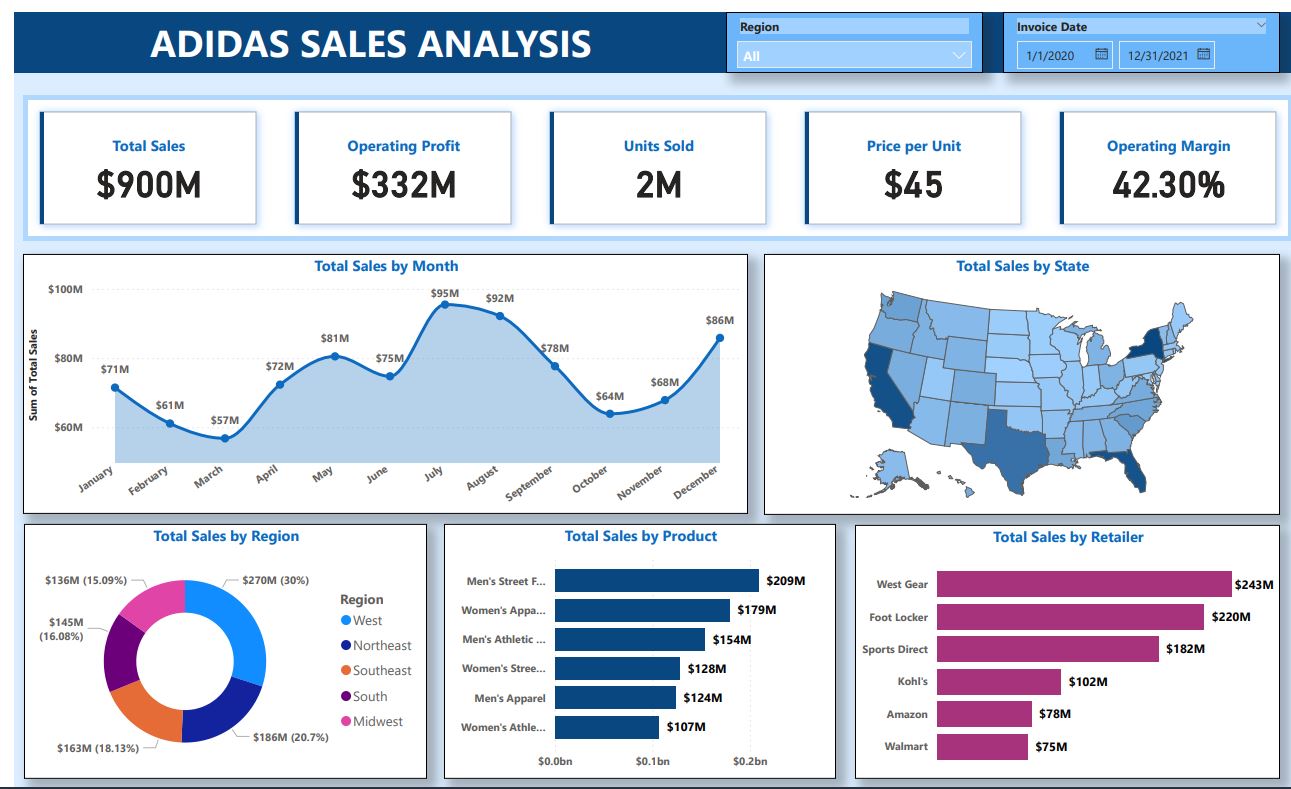 ADIDAS SALES ANALYSIS
Region
All
Invoice Date
1/1/2020
12/31/2021
Total Sales
$900M
Operating Profit
$332M
Units Sold
2M
Price per Unit
$45
Operating Margin
42.30%
Total Sales by Month
Sum of Total Sales
$100M
$80M
$60M
$71M
$61M
$57M
$72M
$81M
$75M
$95M
$92M
$78M
$64M
$68M
$86M
January
February
March
April
May
June
July
August
September
October
November
December
Total Sales by State
Total Sales by Region
$136M (15.09%)
$270M (30%)
$145M
(16.08%)
$163M (18.13%)
$186M (20.7%)
Region
West
Northeast
Southeast
South
Midwest
Total Sales by Product
Men's Street F... $209M
Women's Appa... $179M
Men's Athletic ... $154M
Women's Stree... $128M
Men's Apparel $124M
Women's Athle... $107M
$0.0bn $0.1bn $0.2bn
Total Sales by Retailer
West Gear $243M
Foot Locker $220M
Sports Direct $182M
Kohl's $102M
Amazon $78M
Walmart $75M